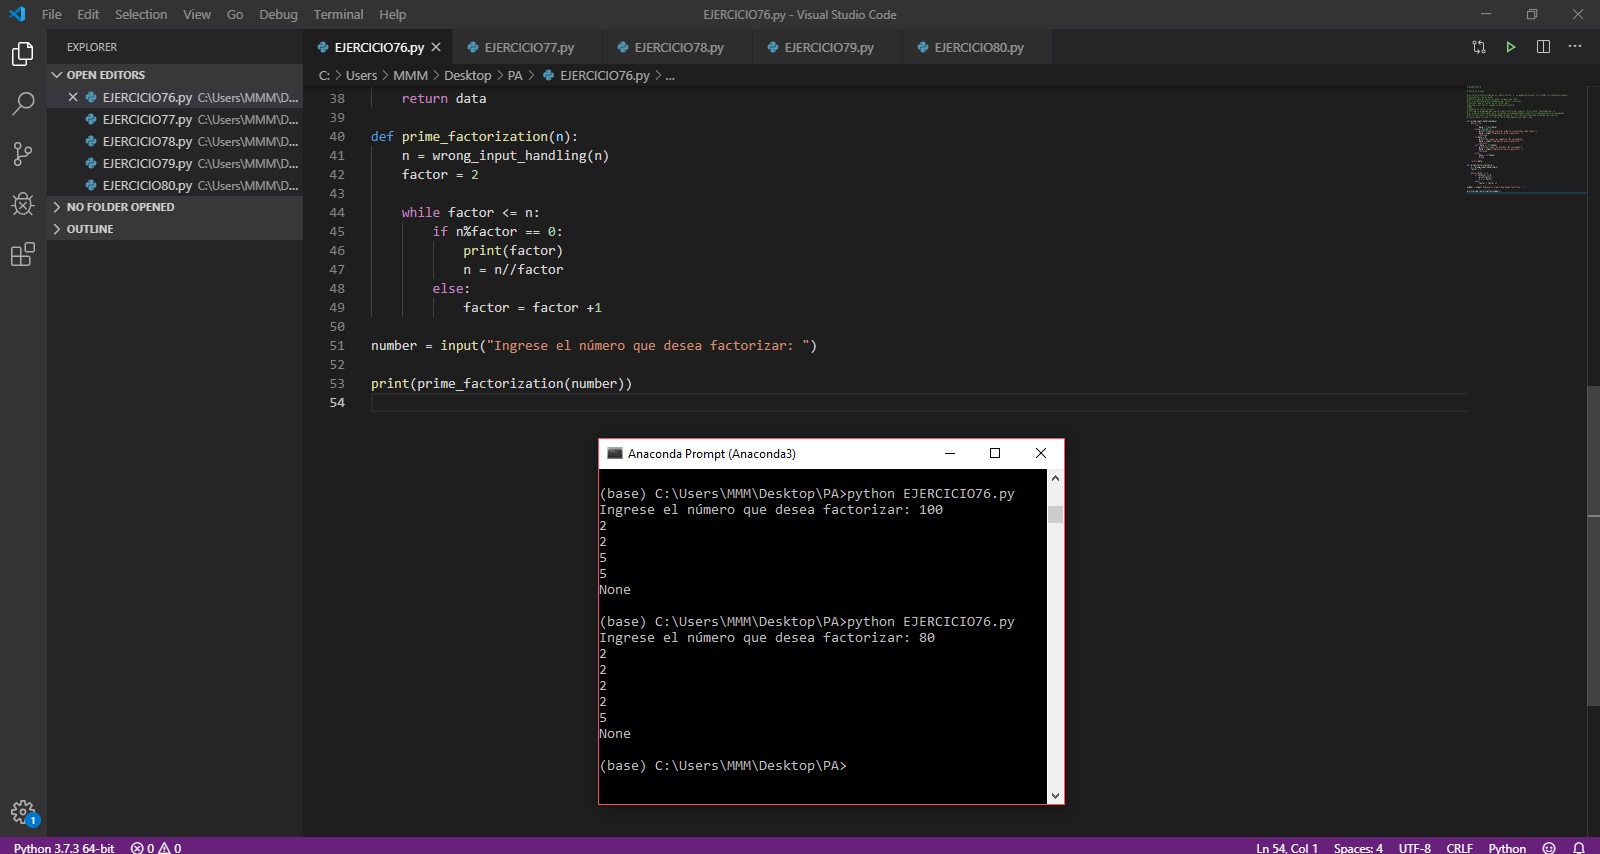 File Edit Selection View Go Debug Terminal Help
EJERCICIO76.py - Visual Studio Code
EXPLORER
OPEN EDITORS
EJERCICIO76.py C:\Users\MMM\D...
EJERCICIO77.py C:\Users\MMM\D...
EJERCICIO78.py C:\Users\MMM\D...
EJERCICIO79.py C:\Users\MMM\D...
EJERCICIO80.py C:\Users\MMM\D...
NO FOLDER OPENED
OUTLINE
EJERCICIO76.py EJERCICIO77.py EJERCICIO78.py EJERCICIO79.py EJERCICIO80.py
C: > Users > MMM > Desktop > PA > EJERCICIO76.py > ...
38 return data
39
40 def prime_factorization(n):
41 n = wrong_input_handling(n)
42 factor = 2
43
44 while factor <= n:
45 if n%factor == 0:
46 print(factor)
47 n = n//factor
48 else:
49 factor = factor +1
50
51 number = input("Ingrese el número que desea factorizar: ")
52
53 print(prime_factorization(number))
54
Anaconda Prompt (Anaconda3)
(base) C:\Users\MMM\Desktop\PA>python EJERCICIO76.py
Ingrese el número que desea factorizar: 100
2
2
5
5
None
(base) C:\Users\MMM\Desktop\PA>python EJERCICIO76.py
Ingrese el número que desea factorizar: 80
2
2
2
2
5
None
(base) C:\Users\MMM\Desktop\PA>
1
Python 3.7.3 64-bit 0 0 Ln 54, Col 1 Spaces: 4 UTF-8 CRLF Python